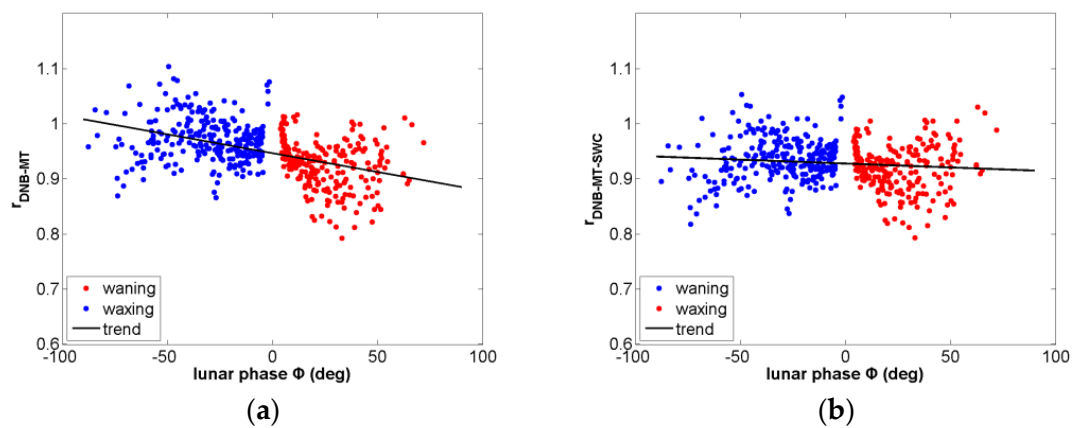 1.1
1
0.9
0.8
0.7
0.6
r_DNB-MT
waning
waxing
trend
-100 -50 0 50 100
lunar phase Φ (deg)
(a)
1.1
1
0.9
0.8
0.7
0.6
r_DNB-MT-SWC
waning
waxing
trend
-100 -50 0 50 100
lunar phase Φ (deg)
(b)